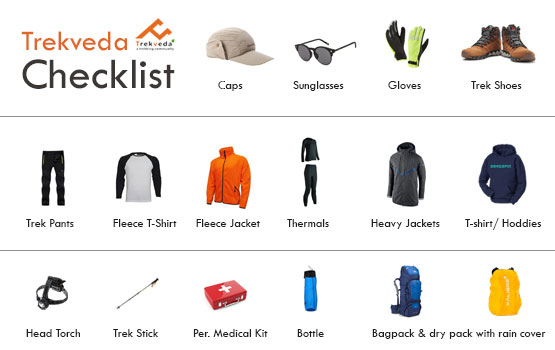 Trekveda
Trekveda
a trekking community
Checklist
Caps
Sunglasses
Gloves
Trek Shoes
Trek Pants
Fleece T-Shirt
Fleece Jacket
Thermals
Heavy Jackets
T-shirt/ Hoddies
Head Torch
Trek Stick
Per. Medical Kit
Bottle
Bagpack & dry pack with rain cover